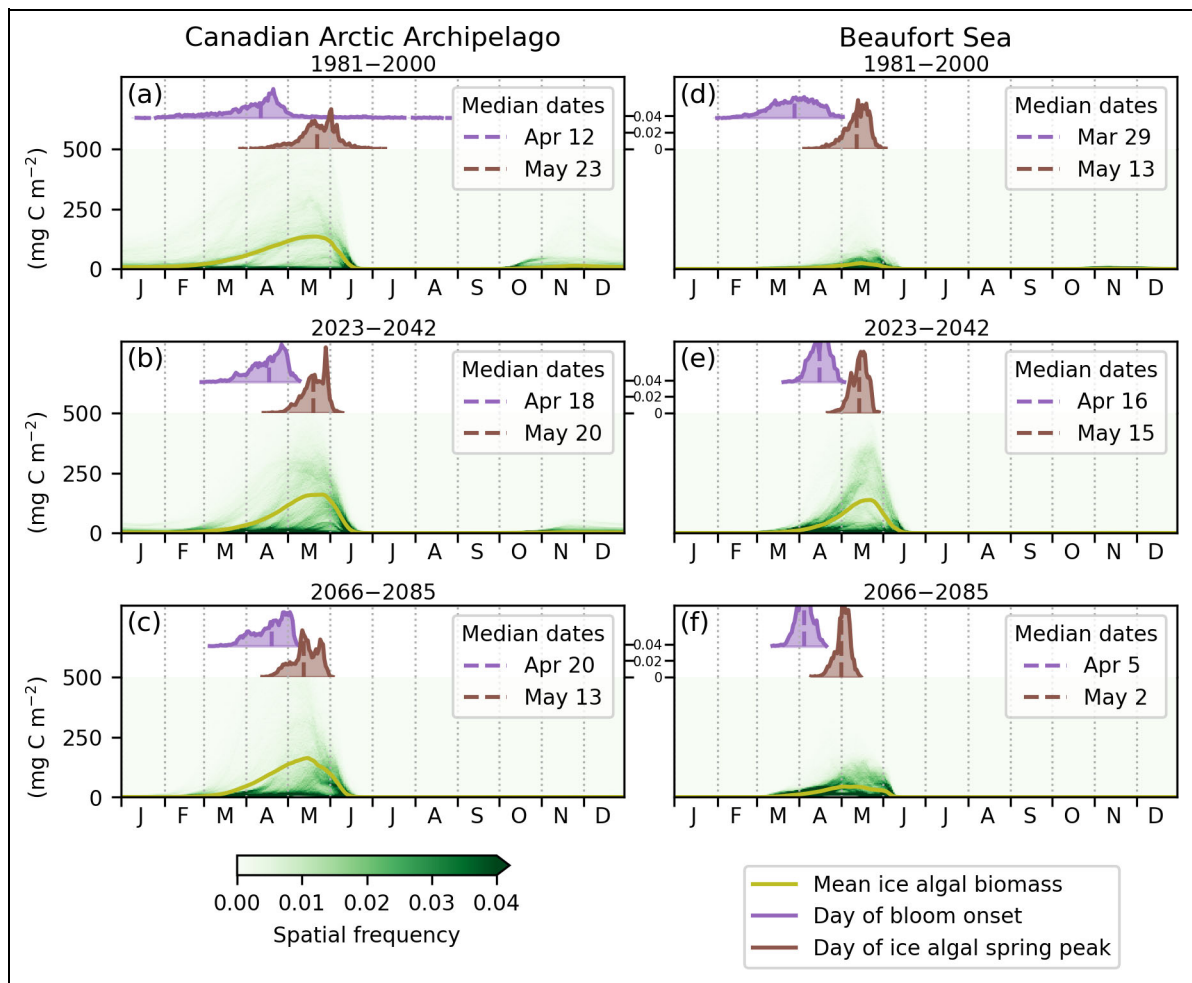 Canadian Arctic Archipelago
1981−2000
(a)
Median dates
Apr 12
May 23
500
250
0
(mg C m−2)
J F M A M J J A S O N D
0.04
0.02
0
Beaufort Sea
1981−2000
(d)
Median dates
Mar 29
May 13
J F M A M J J A S O N D
2023−2042
(b)
Median dates
Apr 18
May 20
500
250
0
(mg C m−2)
J F M A M J J A S O N D
0.04
0.02
0
2023−2042
(e)
Median dates
Apr 16
May 15
J F M A M J J A S O N D
2066−2085
(c)
Median dates
Apr 20
May 13
500
250
0
(mg C m−2)
J F M A M J J A S O N D
0.04
0.02
0
2066−2085
(f)
Median dates
Apr 5
May 2
J F M A M J J A S O N D
0.00 0.01 0.02 0.03 0.04
Spatial frequency
Mean ice algal biomass
Day of bloom onset
Day of ice algal spring peak